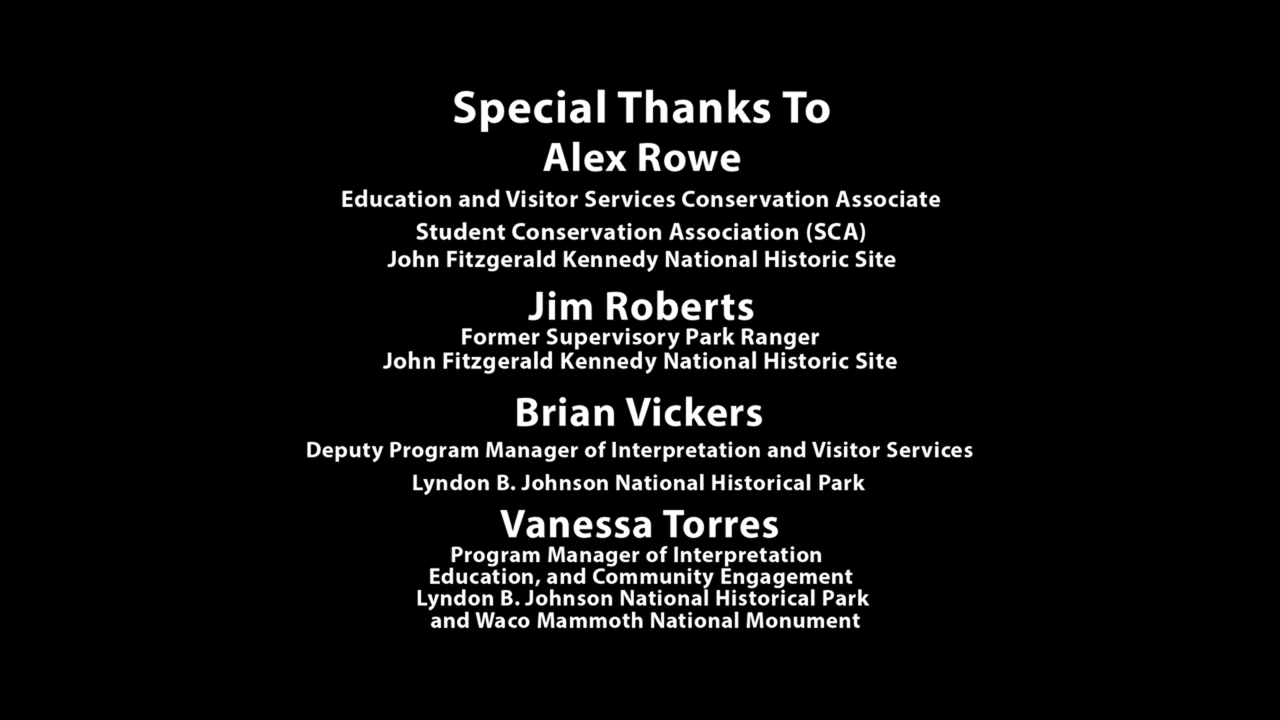 Special Thanks To
Alex Rowe
Education and Visitor Services Conservation Associate
Student Conservation Association (SCA)
John Fitzgerald Kennedy National Historic Site
Jim Roberts
Former Supervisory Park Ranger
John Fitzgerald Kennedy National Historic Site
Brian Vickers
Deputy Program Manager of Interpretation and Visitor Services
Lyndon B. Johnson National Historical Park
Vanessa Torres
Program Manager of Interpretation
Education, and Community Engagement
Lyndon B. Johnson National Historical Park
and Waco Mammoth National Monument